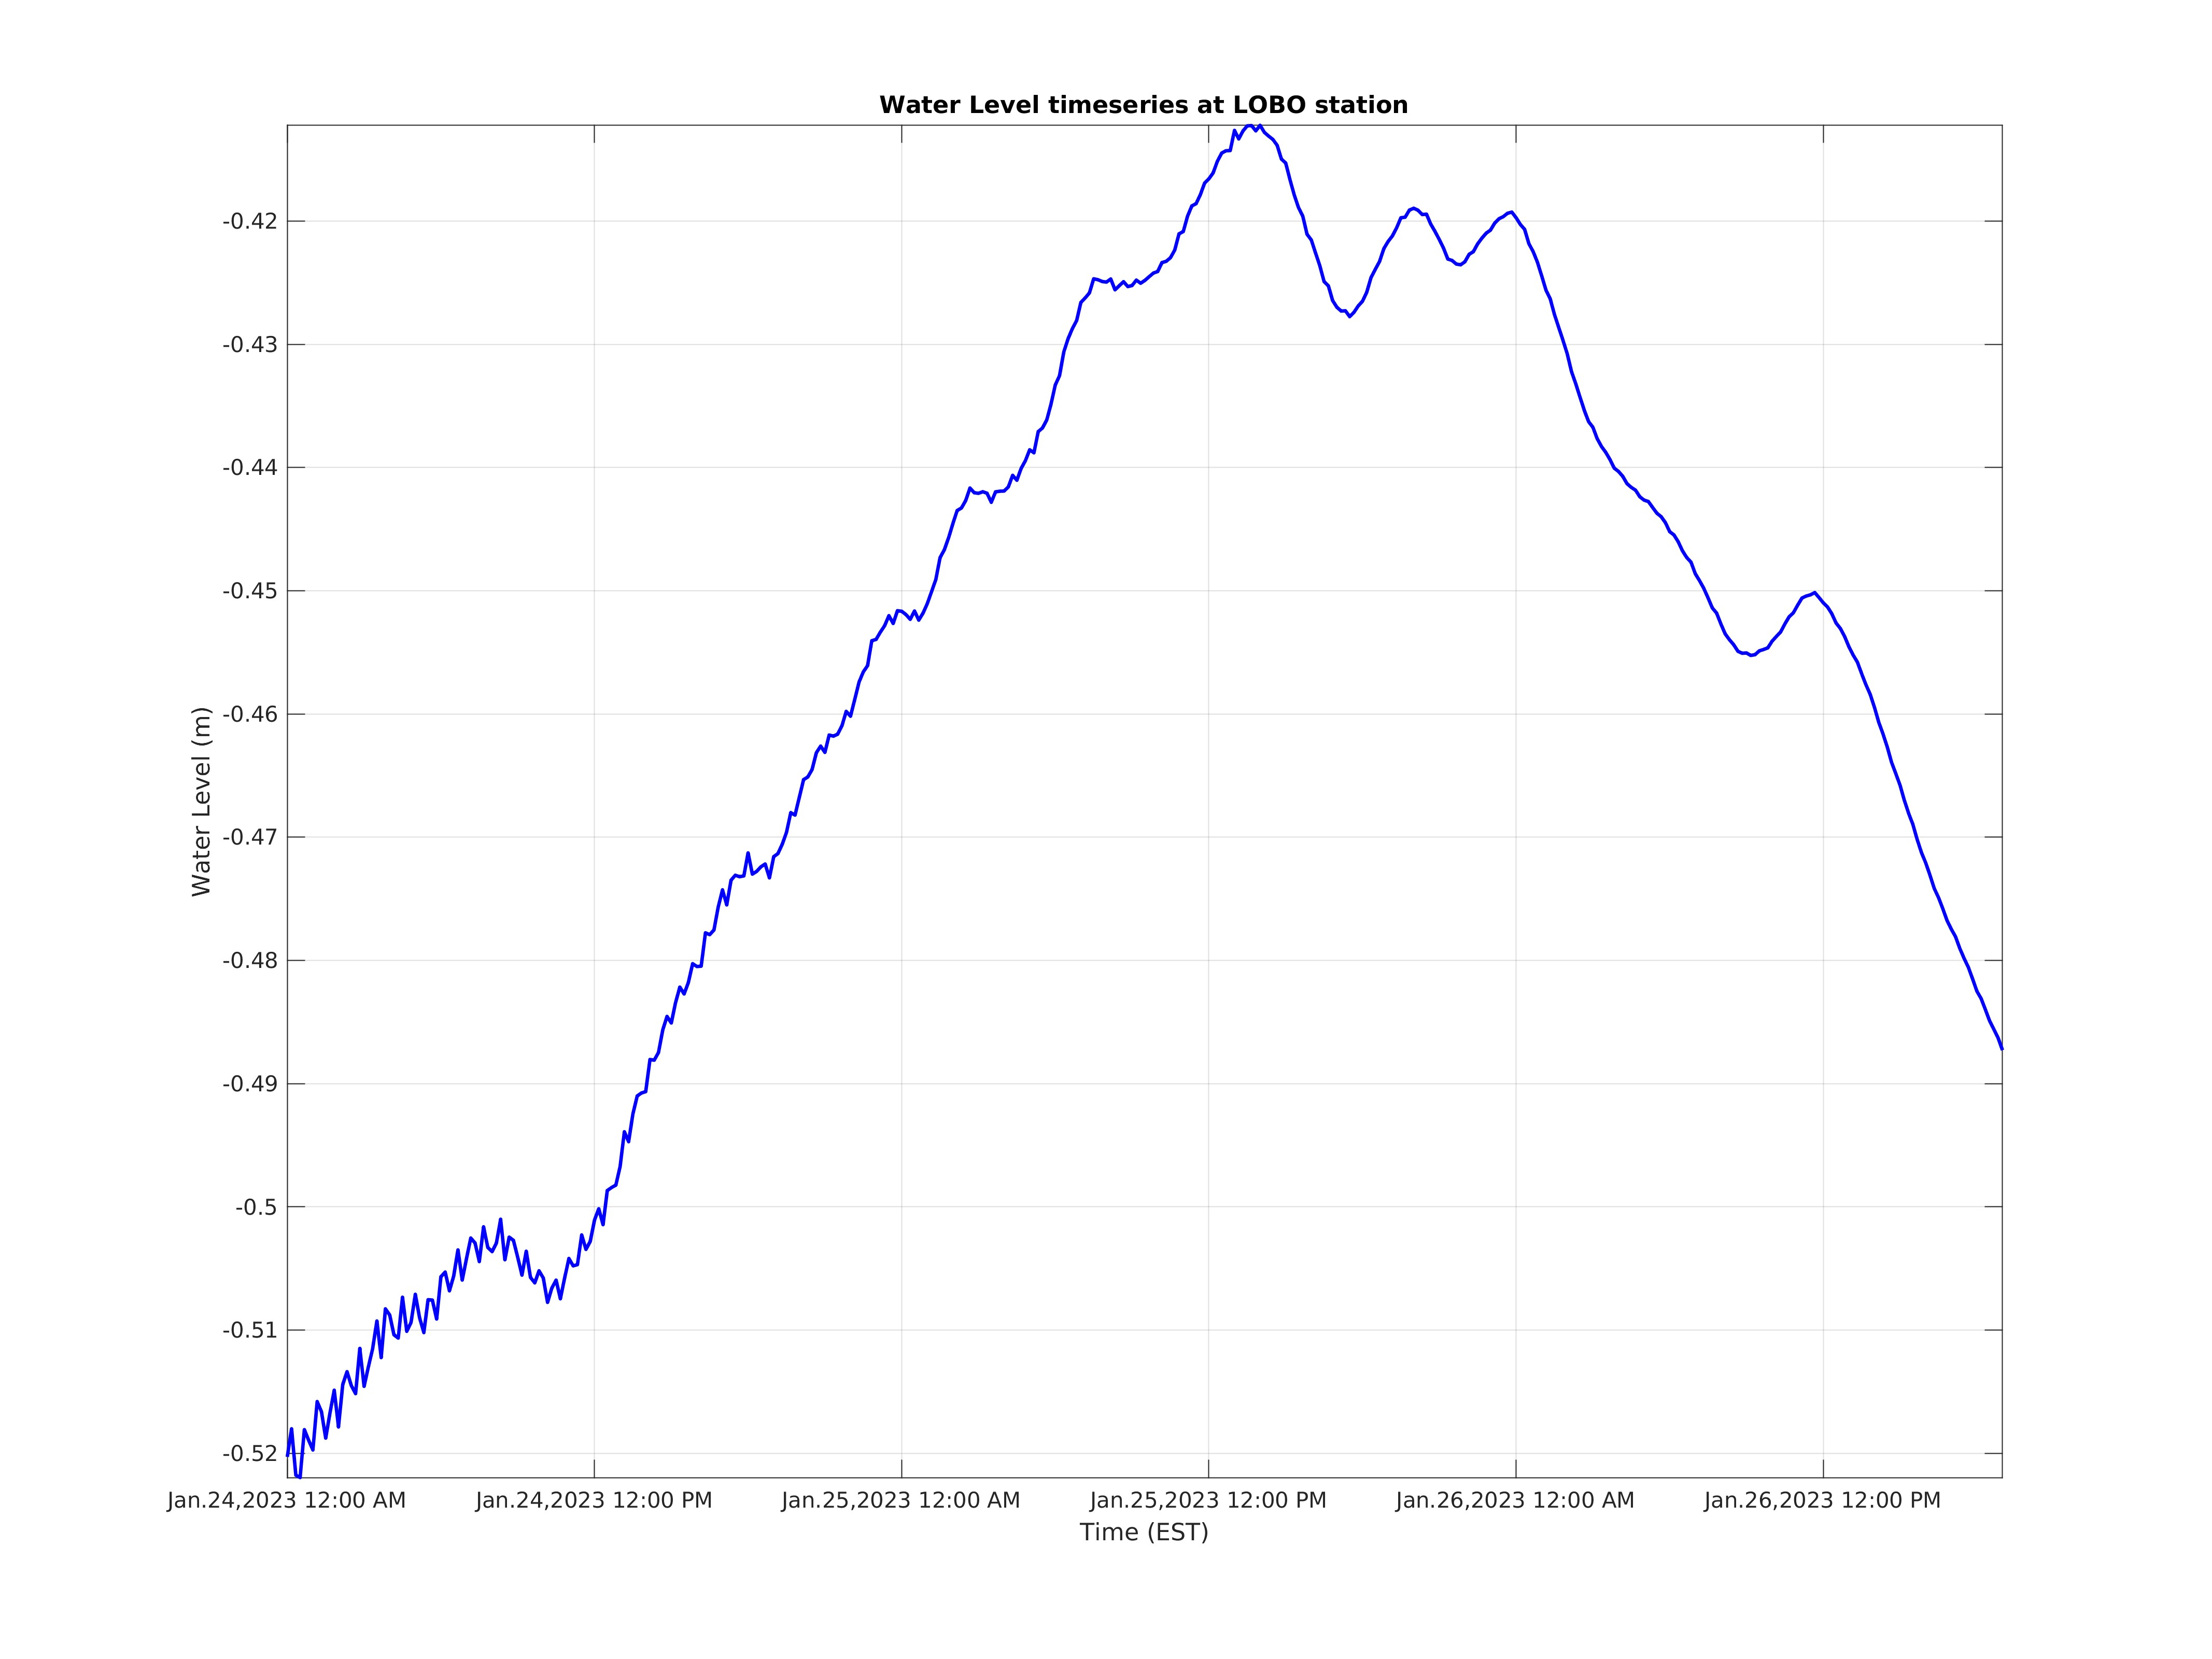 Water Level timeseries at LOBO station
Water Level (m)
-0.42
-0.43
-0.44
-0.45
-0.46
-0.47
-0.48
-0.49
-0.5
-0.51
-0.52
Jan.24,2023 12:00 AM
Jan.24,2023 12:00 PM
Jan.25,2023 12:00 AM
Jan.25,2023 12:00 PM
Jan.26,2023 12:00 AM
Jan.26,2023 12:00 PM
Time (EST)